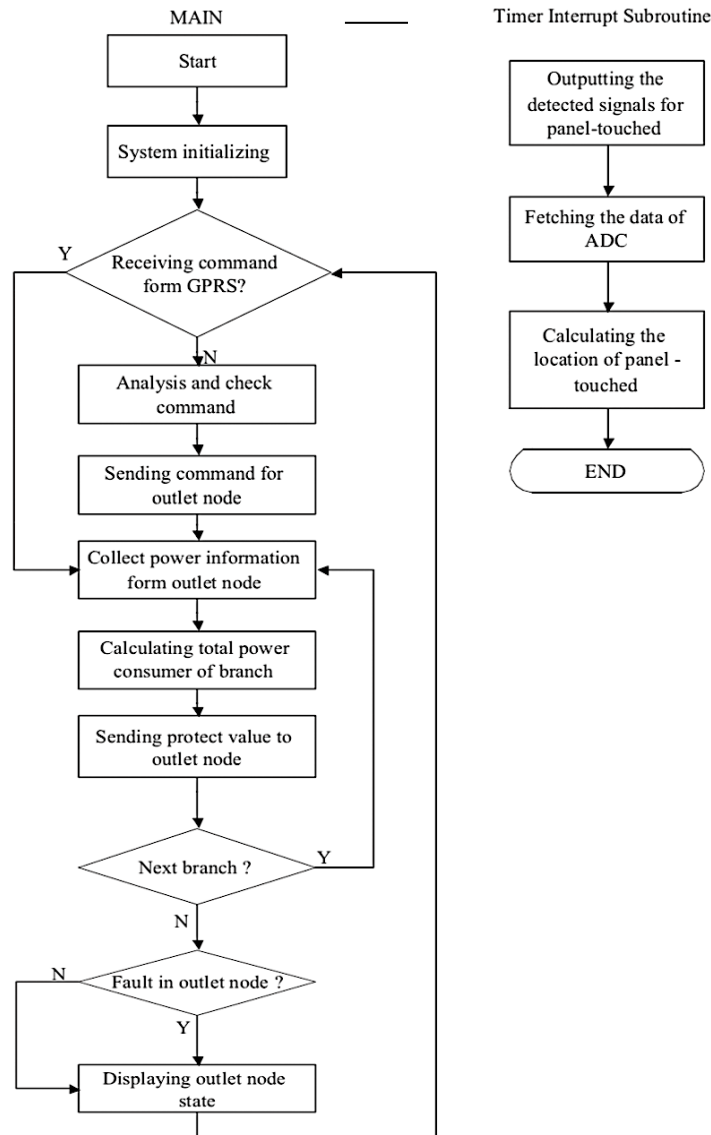 MAIN
Start
System initializing
Y
Receiving command
form GPRS?
N
Analysis and check
command
Sending command for
outlet node
Collect power information
form outlet node
Calculating total power
consumer of branch
Sending protect value to
outlet node
Next branch ?
Y
N
Fault in outlet node ?
N
Y
Displaying outlet node
state
Timer Interrupt Subroutine
Outputting the
detected signals for
panel-touched
Fetching the data of
ADC
Calculating the
location of panel -
touched
END